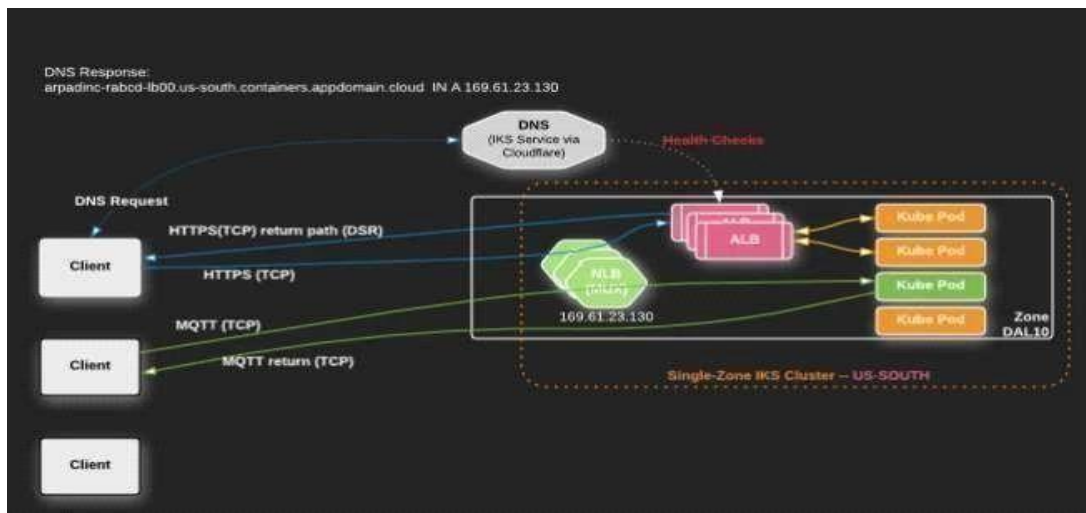 DNS Response:
arpadinc-rabcd-lb00.us-south.containers.appdomain.cloud IN A 169.61.23.130
DNS
(IKS Service via
Cloudflare)
Health Checks
DNS Request
HTTPS(TCP) return path (DSR)
Client
HTTPS (TCP)
ALB
ALB
Kube Pod
Kube Pod
NLB
(MUX)
Kube Pod
169.61.23.130
MQTT (TCP)
Kube Pod
Zone
DAL10
Client
MQTT return (TCP)
Single-Zone IKS Cluster – US-SOUTH
Client